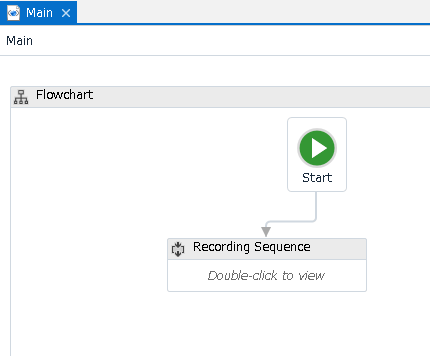 Main
Main
Flowchart
Start
Recording Sequence
Double-click to view